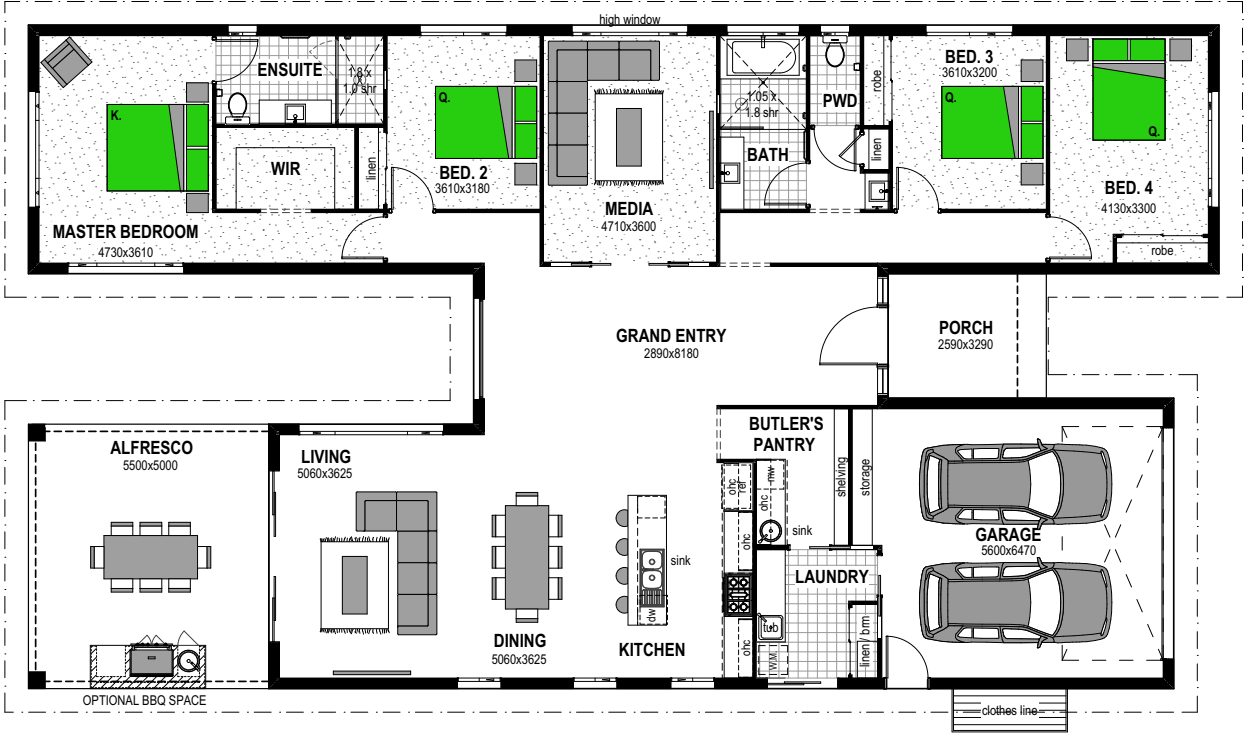 high window
ENSUITE
1.8 x
1.0 shr
K.
WIR
linen
MASTER BEDROOM
4730x3610
Q.
BED. 2
3610x3180
MEDIA
4710x3600
1.05 x
1.8 shr
BATH
PWD
robe
linen
BED. 3
3610x3200
Q.
Q.
BED. 4
4130x3300
robe
GRAND ENTRY
2890x8180
PORCH
2590x3290
ALFRESCO
5500x5000
LIVING
5060x3625
BUTLER'S
PANTRY
ohc
ref
mw
ohc
shelving
storage
sink
sink
ohc
GARAGE
5600x6470
LAUNDRY
dw
tub
linen / brm
DINING
5060x3625
KITCHEN
ohc
W.M
OPTIONAL BBQ SPACE
clothes line